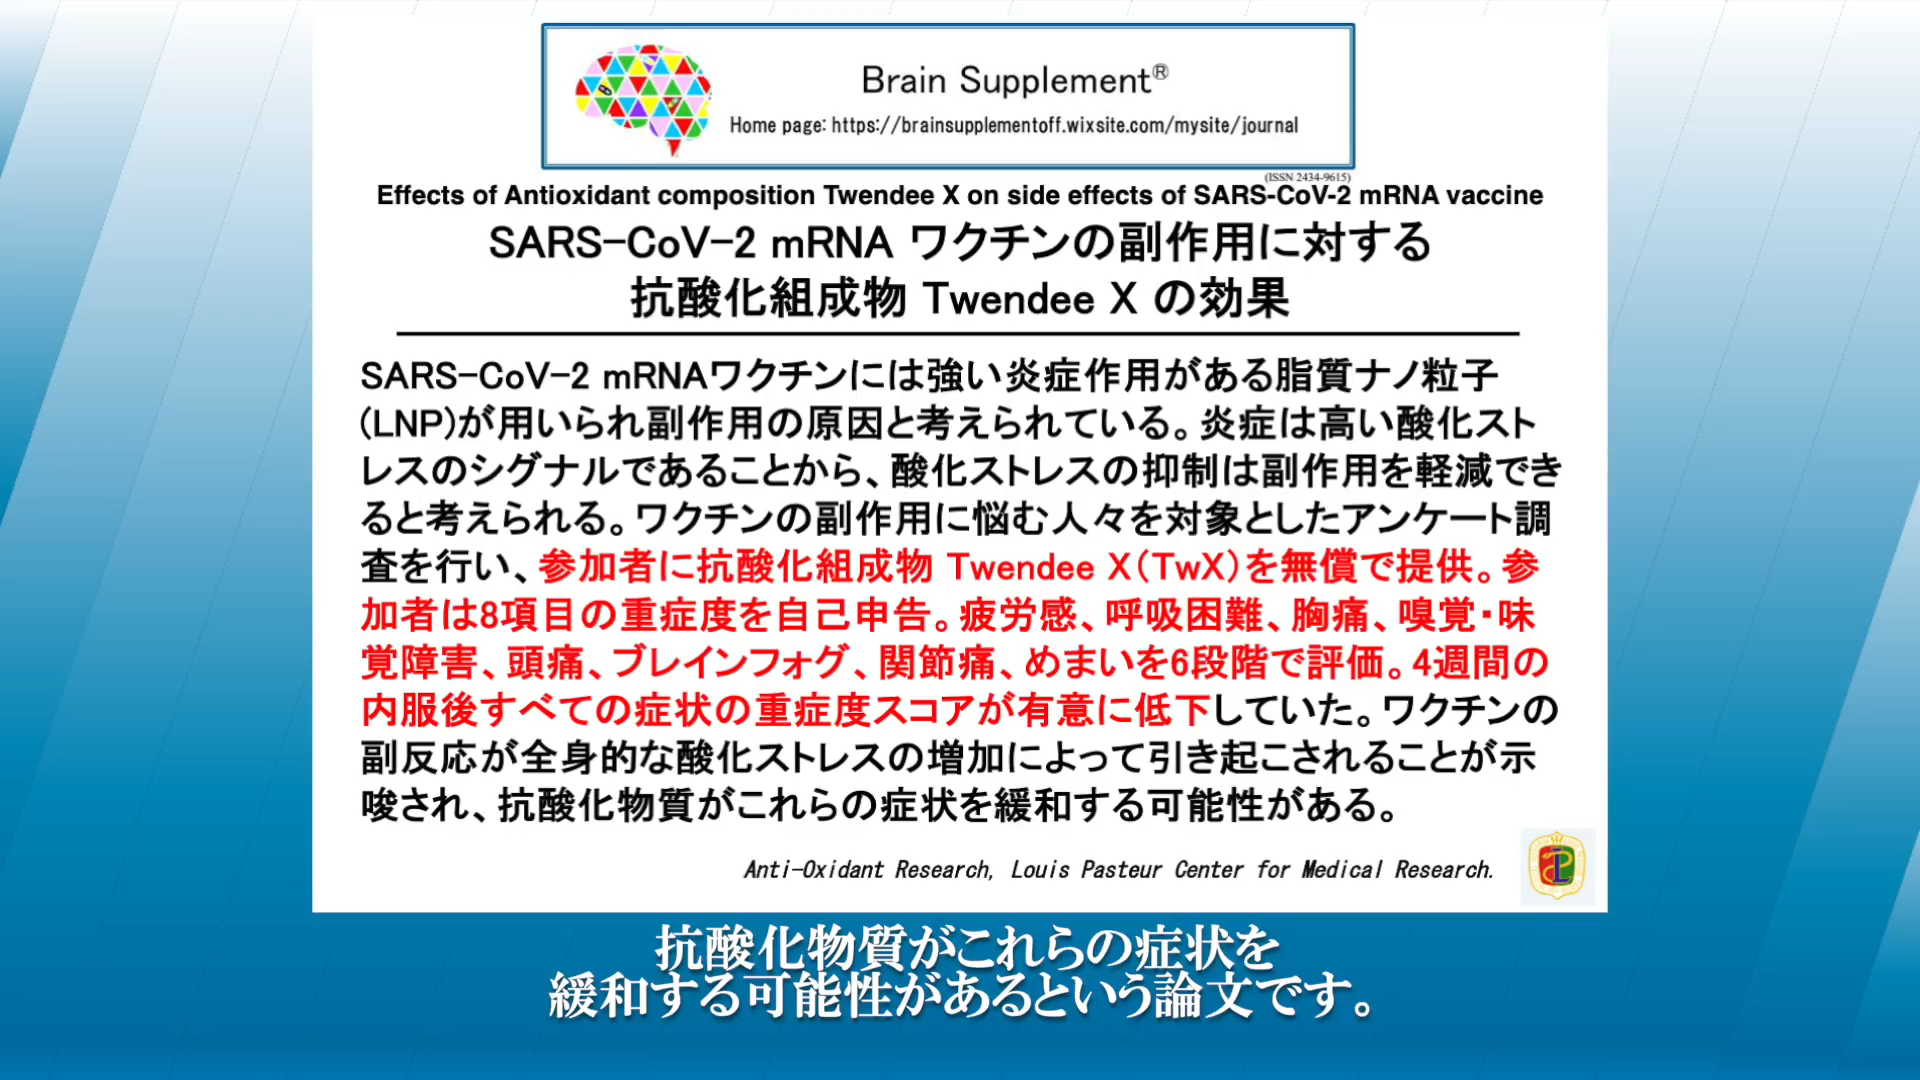 Brain Supplement®
Home page: https://brainsupplementoff.wixsite.com/mysite/journal
(ISSN 2434-9615)
Effects of Antioxidant composition Twendee X on side effects of SARS-CoV-2 mRNA vaccine
SARS-CoV-2 mRNA ワクチンの副作用に対する
抗酸化組成物 Twendee X の効果
SARS-CoV-2 mRNAワクチンには強い炎症作用がある脂質ナノ粒子
(LNP)が用いられ副作用の原因と考えられている。炎症は高い酸化スト
レスのシグナルであることから、酸化ストレスの抑制は副作用を軽減でき
ると考えられる。ワクチンの副作用に悩む人々を対象としたアンケート調
査を行い、参加者に抗酸化組成物 Twendee X(TwX)を無償で提供。参
加者は8項目の重症度を自己申告。疲労感、呼吸困難、胸痛、嗅覚・味
覚障害、頭痛、ブレインフォグ、関節痛、めまいを6段階で評価。4週間の
内服後すべての症状の重症度スコアが有意に低下していた。ワクチンの
副反応が全身的な酸化ストレスの増加によって引き起こされることが示
唆され、抗酸化物質がこれらの症状を緩和する可能性がある。
Anti-Oxidant Research, Louis Pasteur Center for Medical Research.
抗酸化物質がこれらの症状を
緩和する可能性があるという論文です。